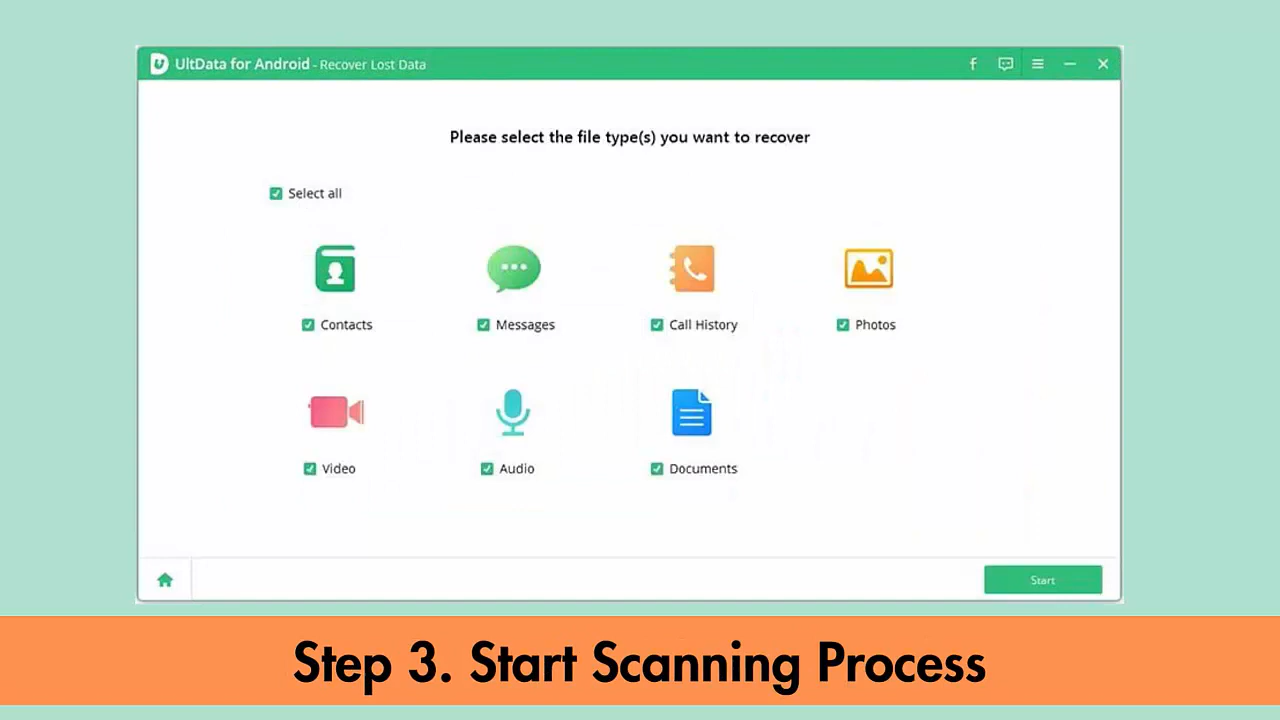 UltData for Android - Recover Lost Data
Please select the file type(s) you want to recover
Select all
Contacts
Messages
Call History
Photos
Video
Audio
Documents
Start
Step 3. Start Scanning Process